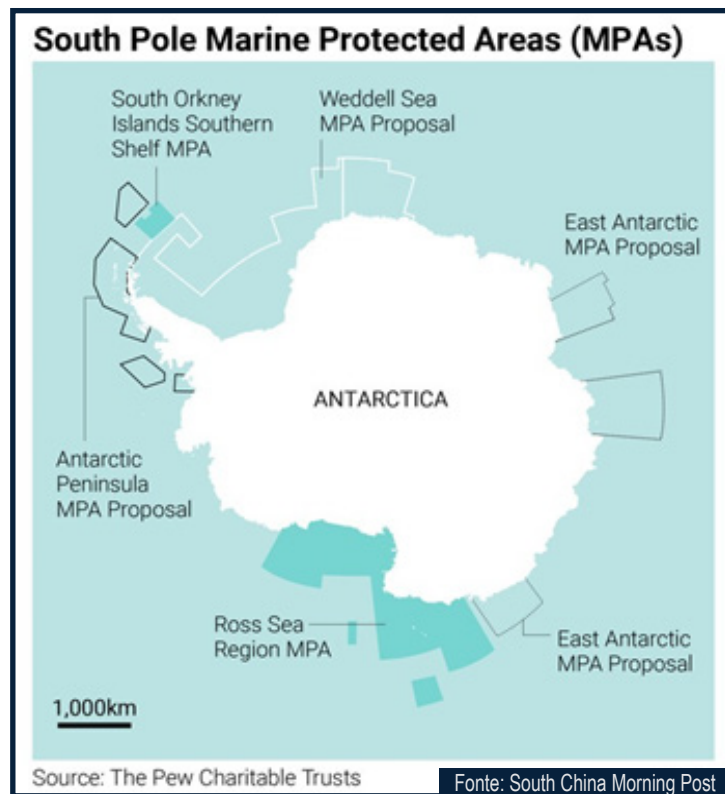 South Pole Marine Protected Areas (MPAs)
South Orkney
Islands Southern
Shelf MPA
Weddell Sea
MPA Proposal
East Antarctic
MPA Proposal
ANTARCTICA
Antarctic
Peninsula
MPA Proposal
Ross Sea
Region MPA
East Antarctic
MPA Proposal
1,000km
Source: The Pew Charitable Trusts
Fonte: South China Morning Post